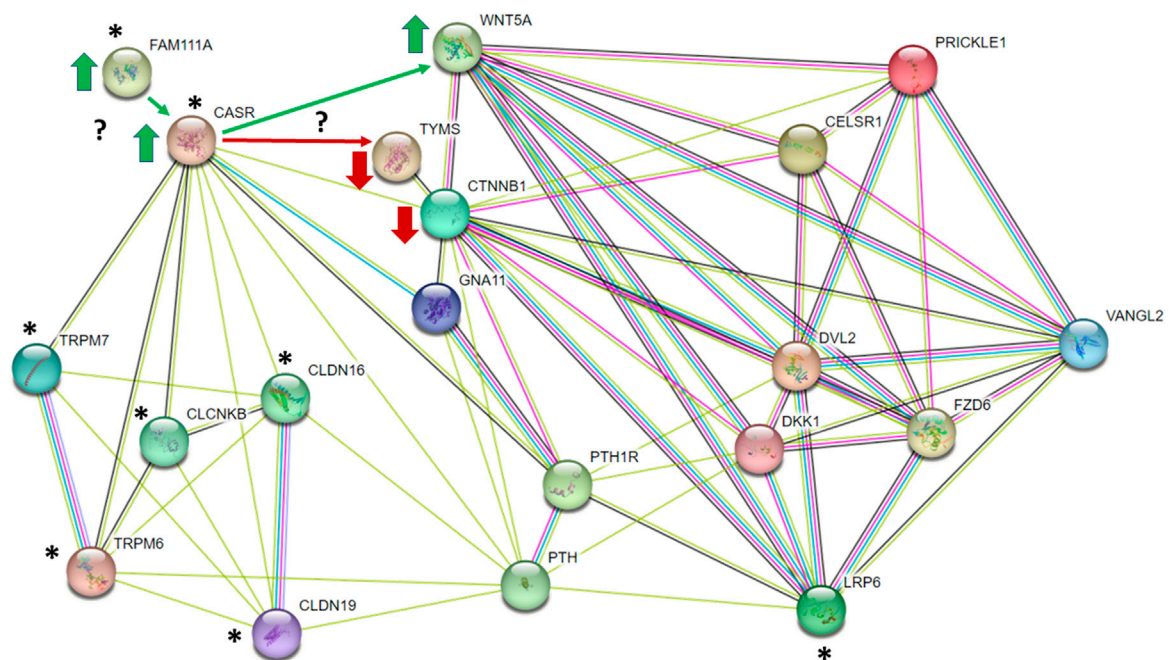 *
FAM111A
WNT5A
PRICKLE1
*
CASR
?
?
TYMS
CELSR1
CTNNB1
GNA11
*
TRPM7
*
CLDN16
VANGL2
DVL2
*
CLCNKB
DKK1
FZD6
PTH1R
*
TRPM6
PTH
LRP6
*
CLDN19
*